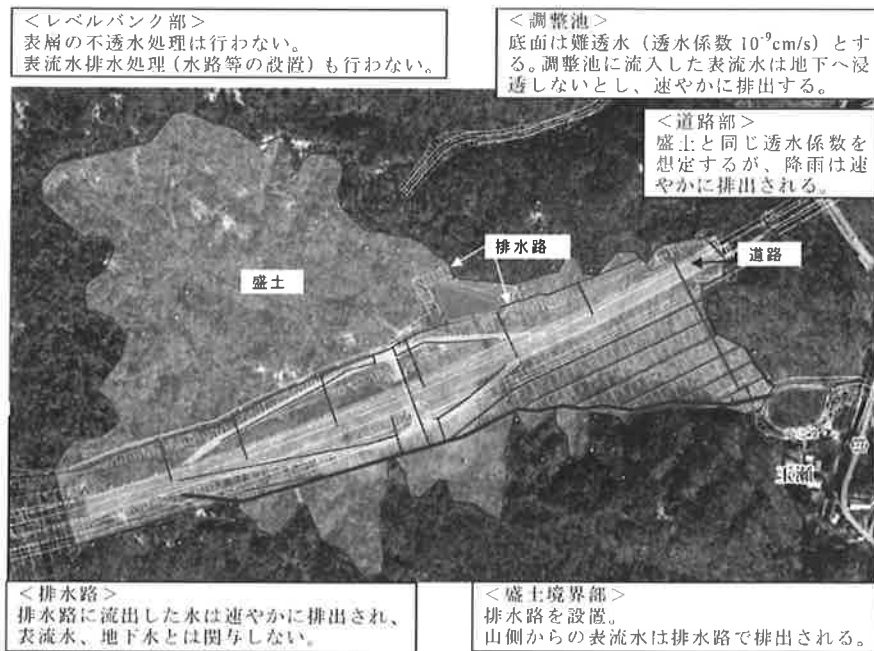 <レベルバンク部>
表層の不透水処理は行わない。
表流水排水処理(水路等の設置)も行わない。
<調整池>
底面は難透水(透水係数 10⁻⁹cm/s)とす
る。調整池に流入した表流水は地下へ浸
透しないとし、速やかに排出する。
<道路部>
盛土と同じ透水係数を
想定するが、降雨は速
やかに排出される。
排水路
道路
盛土
玉瀬
<排水路>
排水路に流出した水は速やかに排出され、
表流水、地下水とは関与しない。
<盛土境界部>
排水路を設置。
山側からの表流水は排水路で排出される。